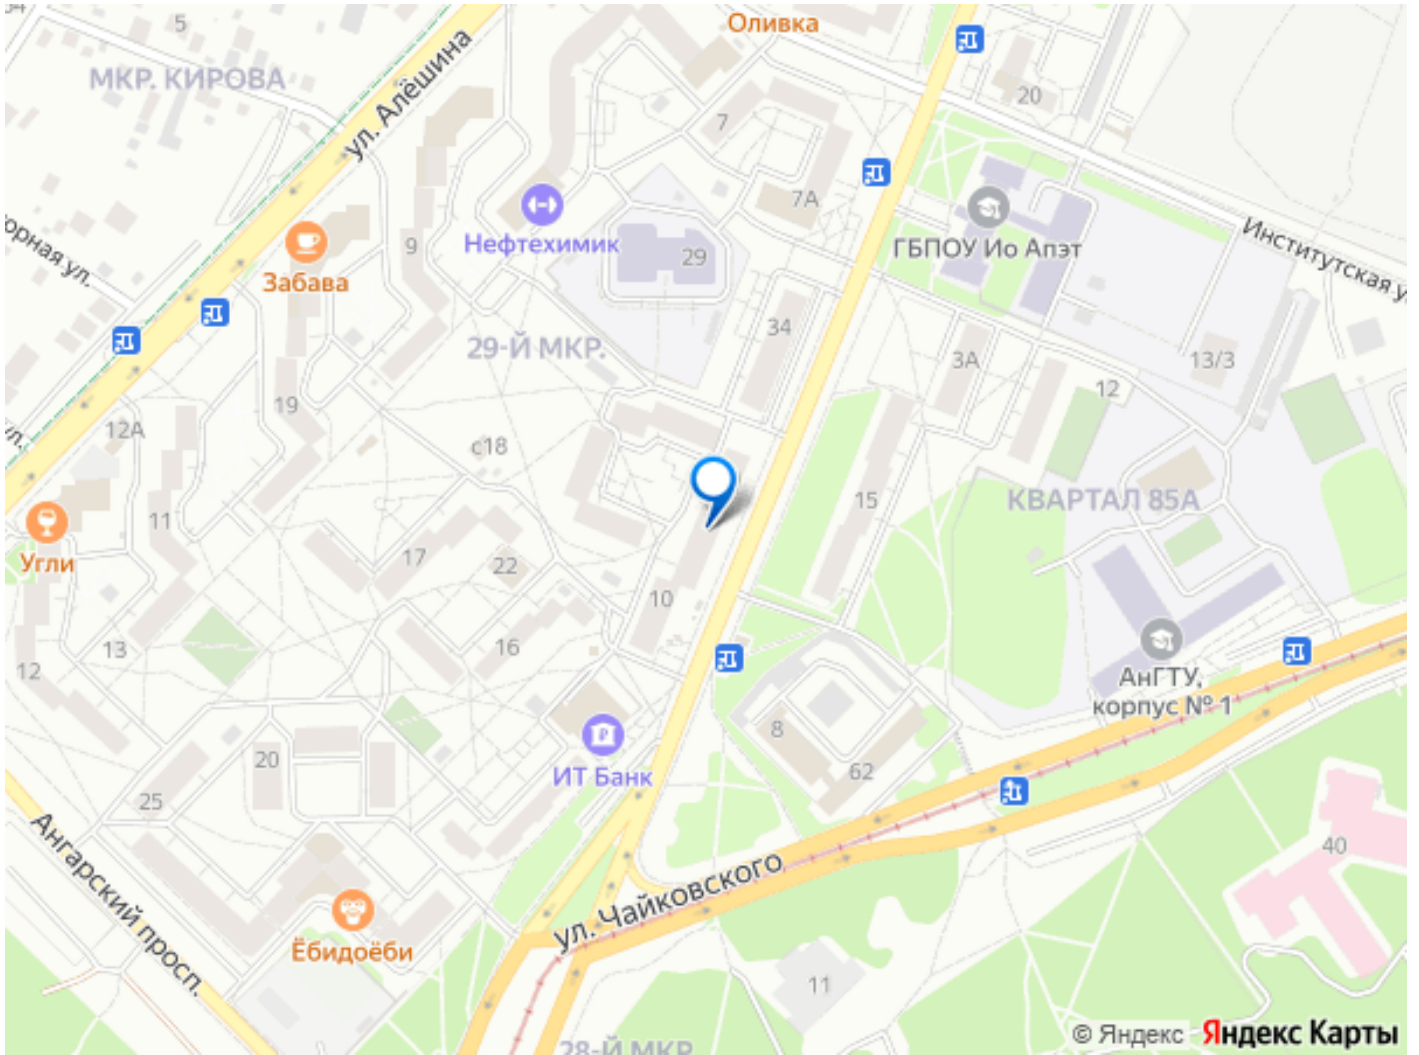 5
Оливка
МКР. КИРОВА
ул. Алёшина
20
7
7А
ГБПОУ Ио Апэт
Институтская у
Нефтехимик
29
9
орная ул.
Забава
34
29-Й МКР.
3А
13/3
12
19
12А
ул.
с18
15
КВАРТАЛ 85А
11
Угли
17
22
10
16
13
12
АнГТУ,
корпус № 1
8
ИТ Банк
62
20
25
40
Ангарский просп.
ул. Чайковского
Ёбидоёби
11
28-Й МКР
© Яндекс Яндекс Карты